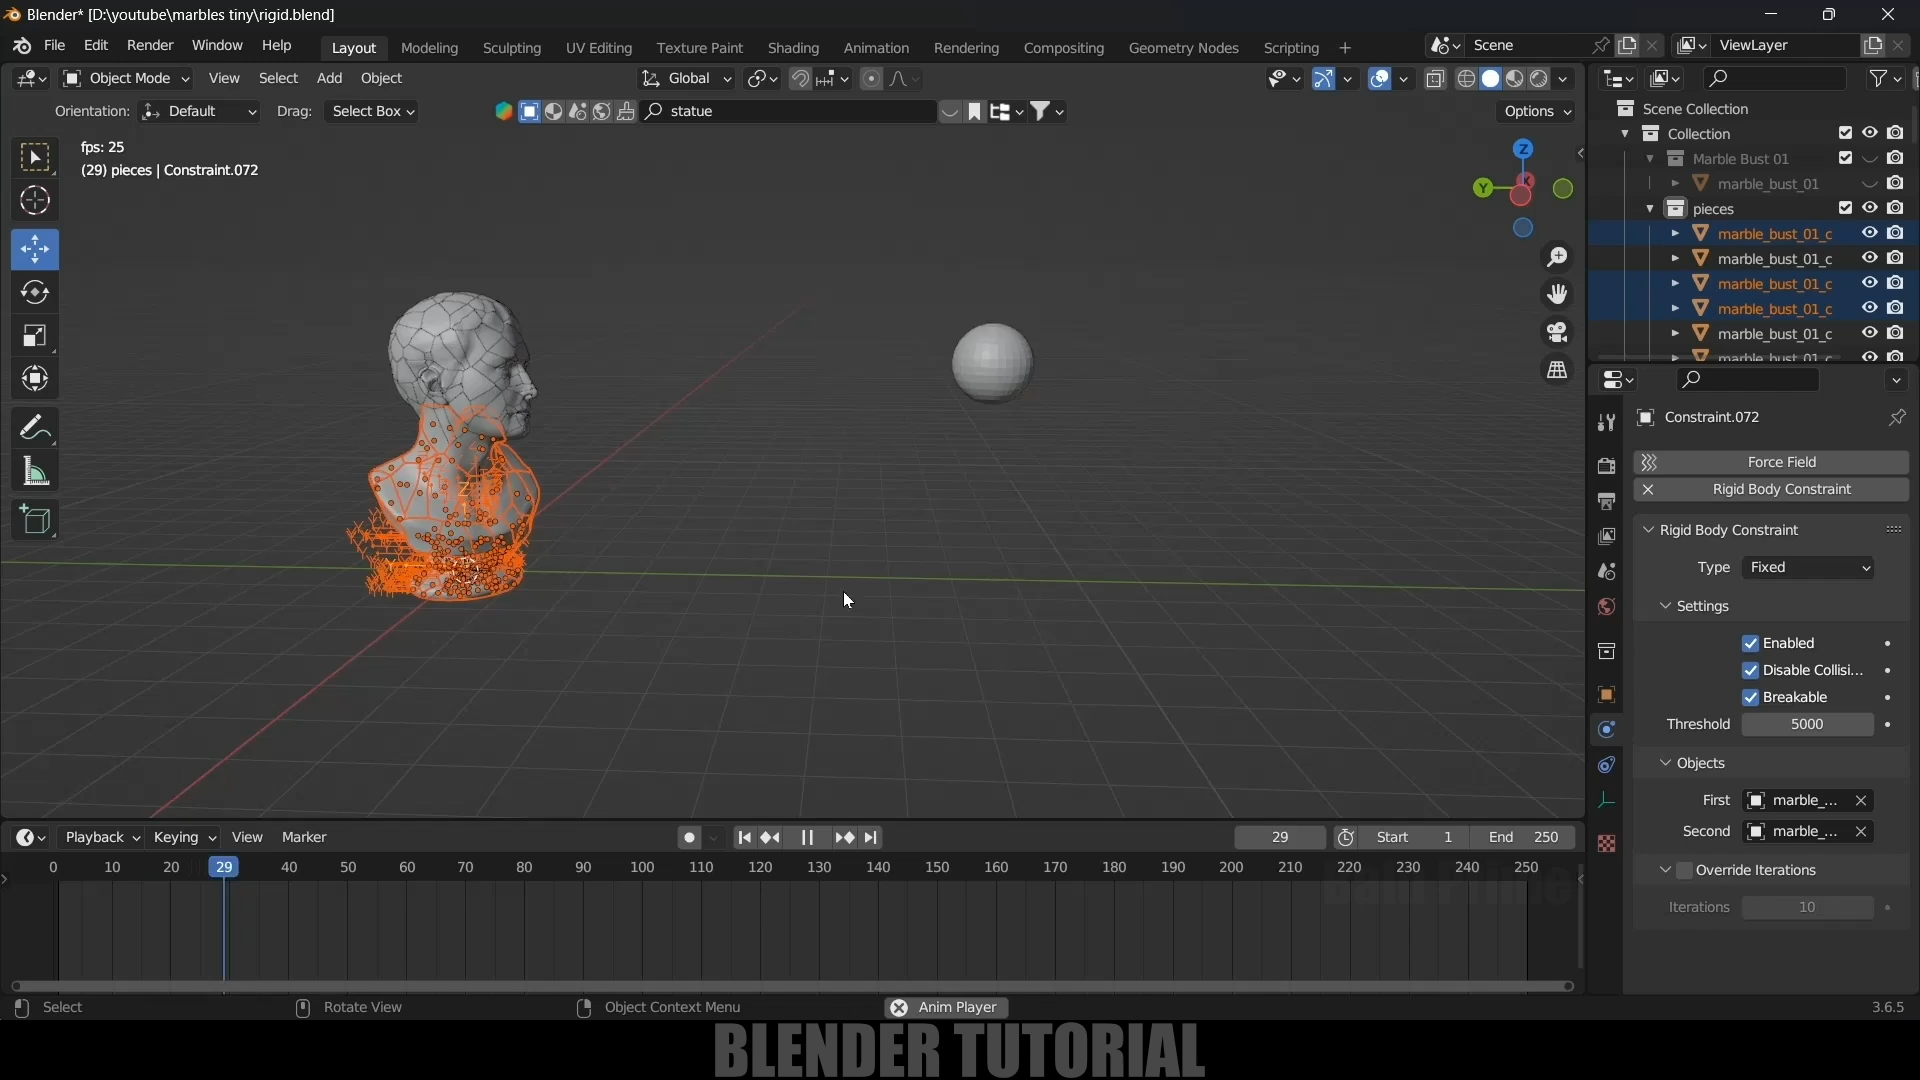 Blender* [D:\youtube\marbles tiny\rigid.blend]
File Edit Render Window Help Layout Modeling Sculpting UV Editing Texture Paint Shading Animation Rendering Compositing Geometry Nodes Scripting + Scene ViewLayer
Object Mode View Select Add Object Global
Orientation: Default Drag: Select Box statue Options
fps: 25
(29) pieces | Constraint.072
Z
Y
X
Scene Collection
Collection
Marble Bust 01
marble_bust_01
pieces
marble_bust_01_c
marble_bust_01_c
marble_bust_01_c
marble_bust_01_c
marble_bust_01_c
marble_bust_01_c
Constraint.072
Force Field
Rigid Body Constraint
Rigid Body Constraint
Type Fixed
Settings
Enabled
Disable Collisi...
Breakable
Threshold 5000
Objects
First marble_...
Second marble_...
Override Iterations
Iterations 10
Playback Keying View Marker 29 Start 1 End 250
0 10 20 29 40 50 60 70 80 90 100 110 120 130 140 150 160 170 180 190 200 210 220 230 240 250
Select Rotate View Object Context Menu Anim Player 3.6.5
BLENDER TUTORIAL